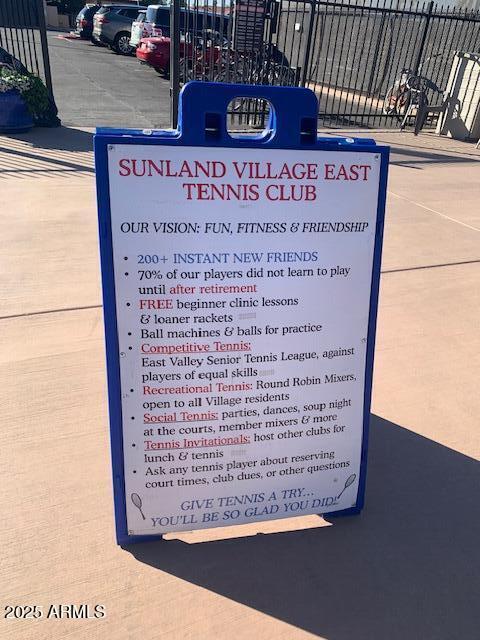 SUNLAND VILLAGE EAST
TENNIS CLUB
OUR VISION: FUN, FITNESS & FRIENDSHIP
• 200+ INSTANT NEW FRIENDS
• 70% of our players did not learn to play
until after retirement
• FREE beginner clinic lessons
& loaner rackets
• Ball machines & balls for practice
• Competitive Tennis:
East Valley Senior Tennis League, against
players of equal skills
• Recreational Tennis: Round Robin Mixers,
open to all Village residents
• Social Tennis: parties, dances, soup night
at the courts, member mixers & more
• Tennis Invitationals: host other clubs for
lunch & tennis
• Ask any tennis player about reserving
court times, club dues, or other questions
GIVE TENNIS A TRY...
YOU'LL BE SO GLAD YOU DID!
2025 ARMLS